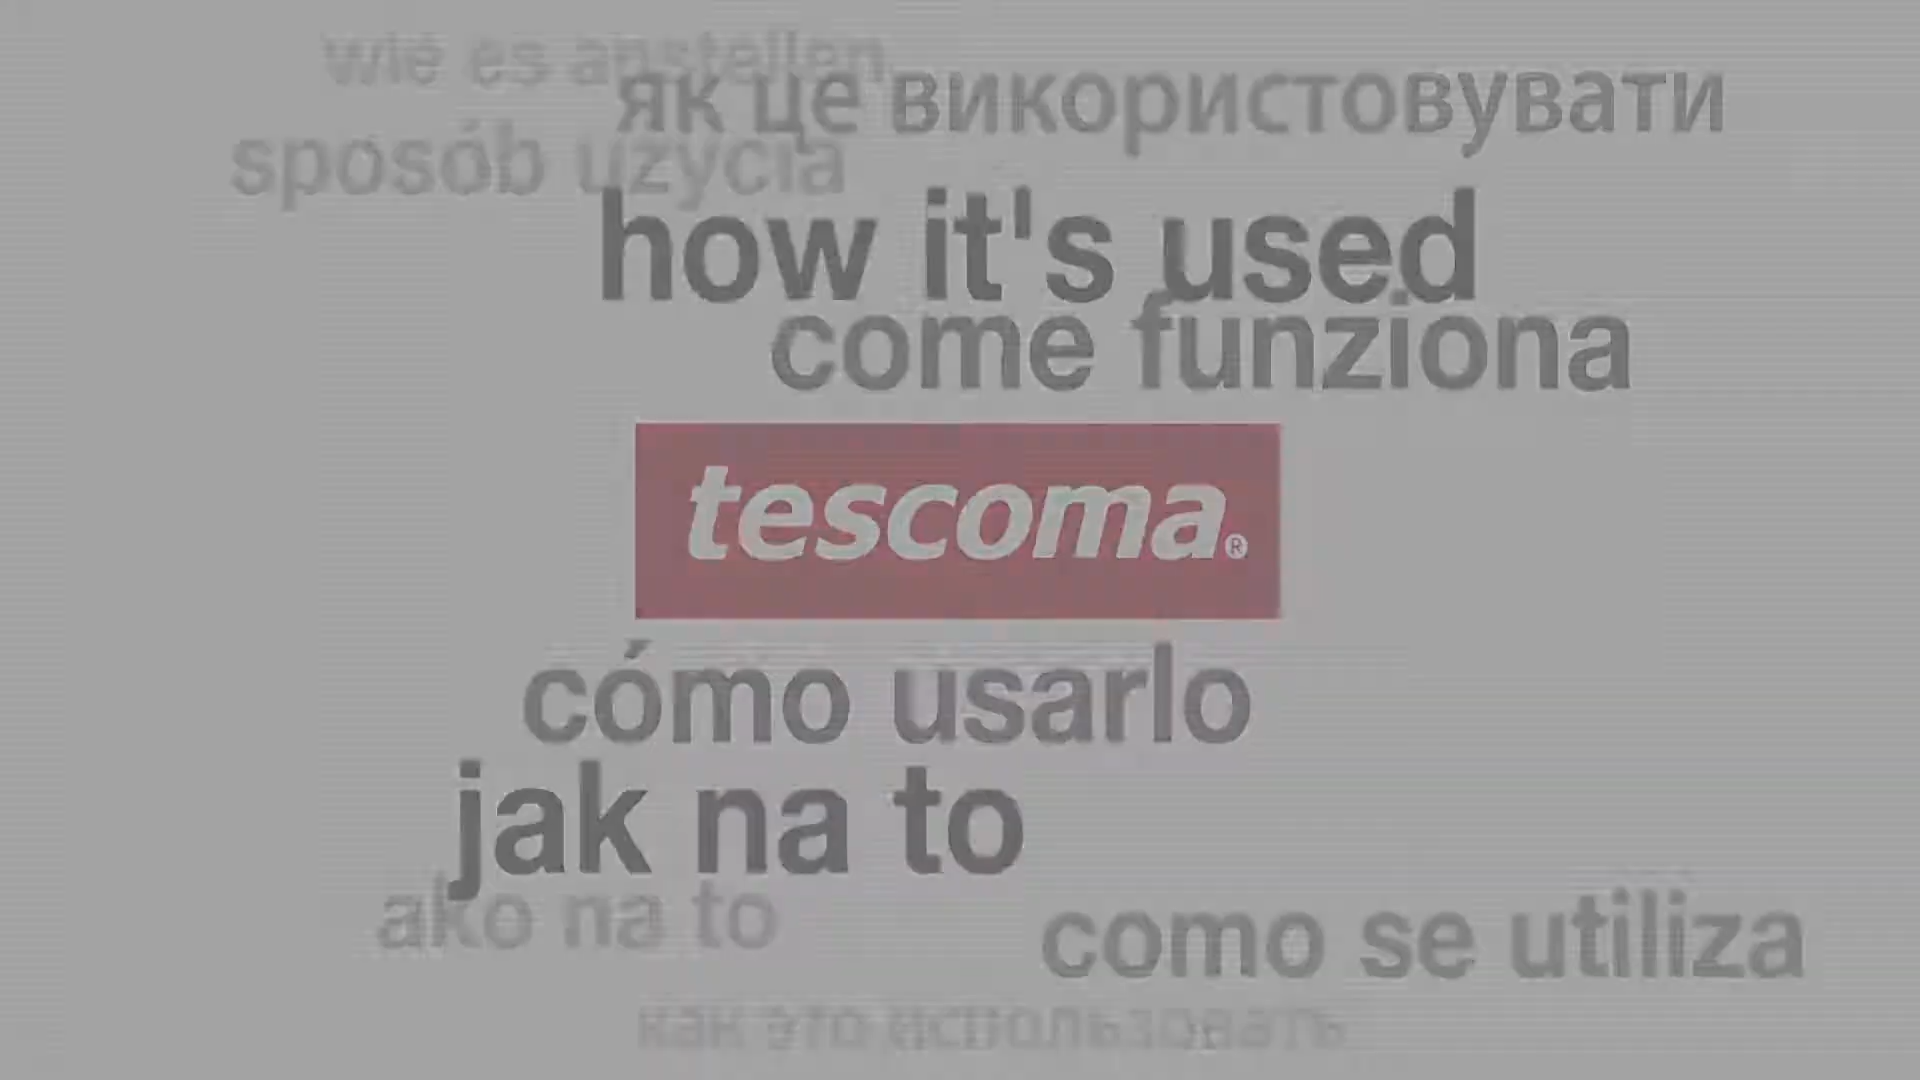 wie es anstellen
як це використовувати
sposób użycia
how it's used
come funziona
tescoma®
cómo usarlo
jak na to
ako na to
como se utiliza
как это использовать